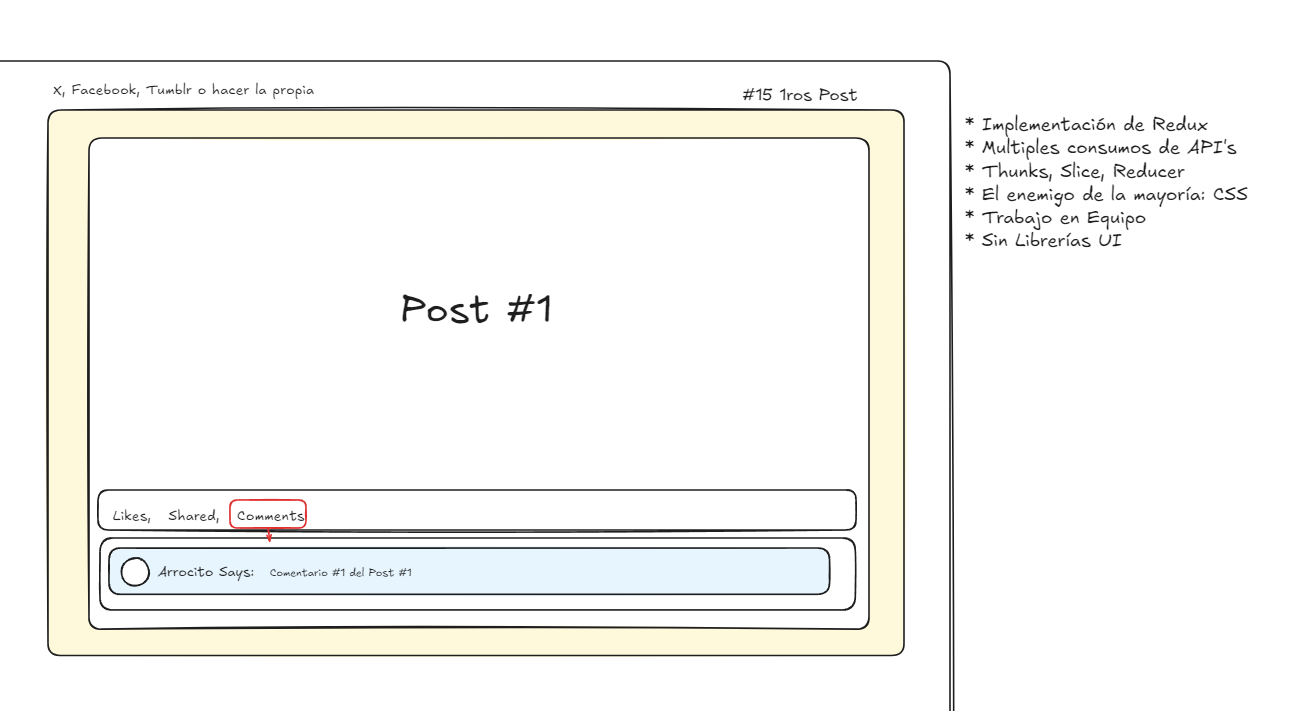 X, Facebook, Tumblr o hacer la propia
#15 1ros Post
* Implementación de Redux
* Multiples consumos de API's
* Thunks, Slice, Reducer
* El enemigo de la mayoría: CSS
* Trabajo en Equipo
* Sin Librerías UI
Post #1
Likes, Shared, Comments
Arrocito Says: Comentario #1 del Post #1